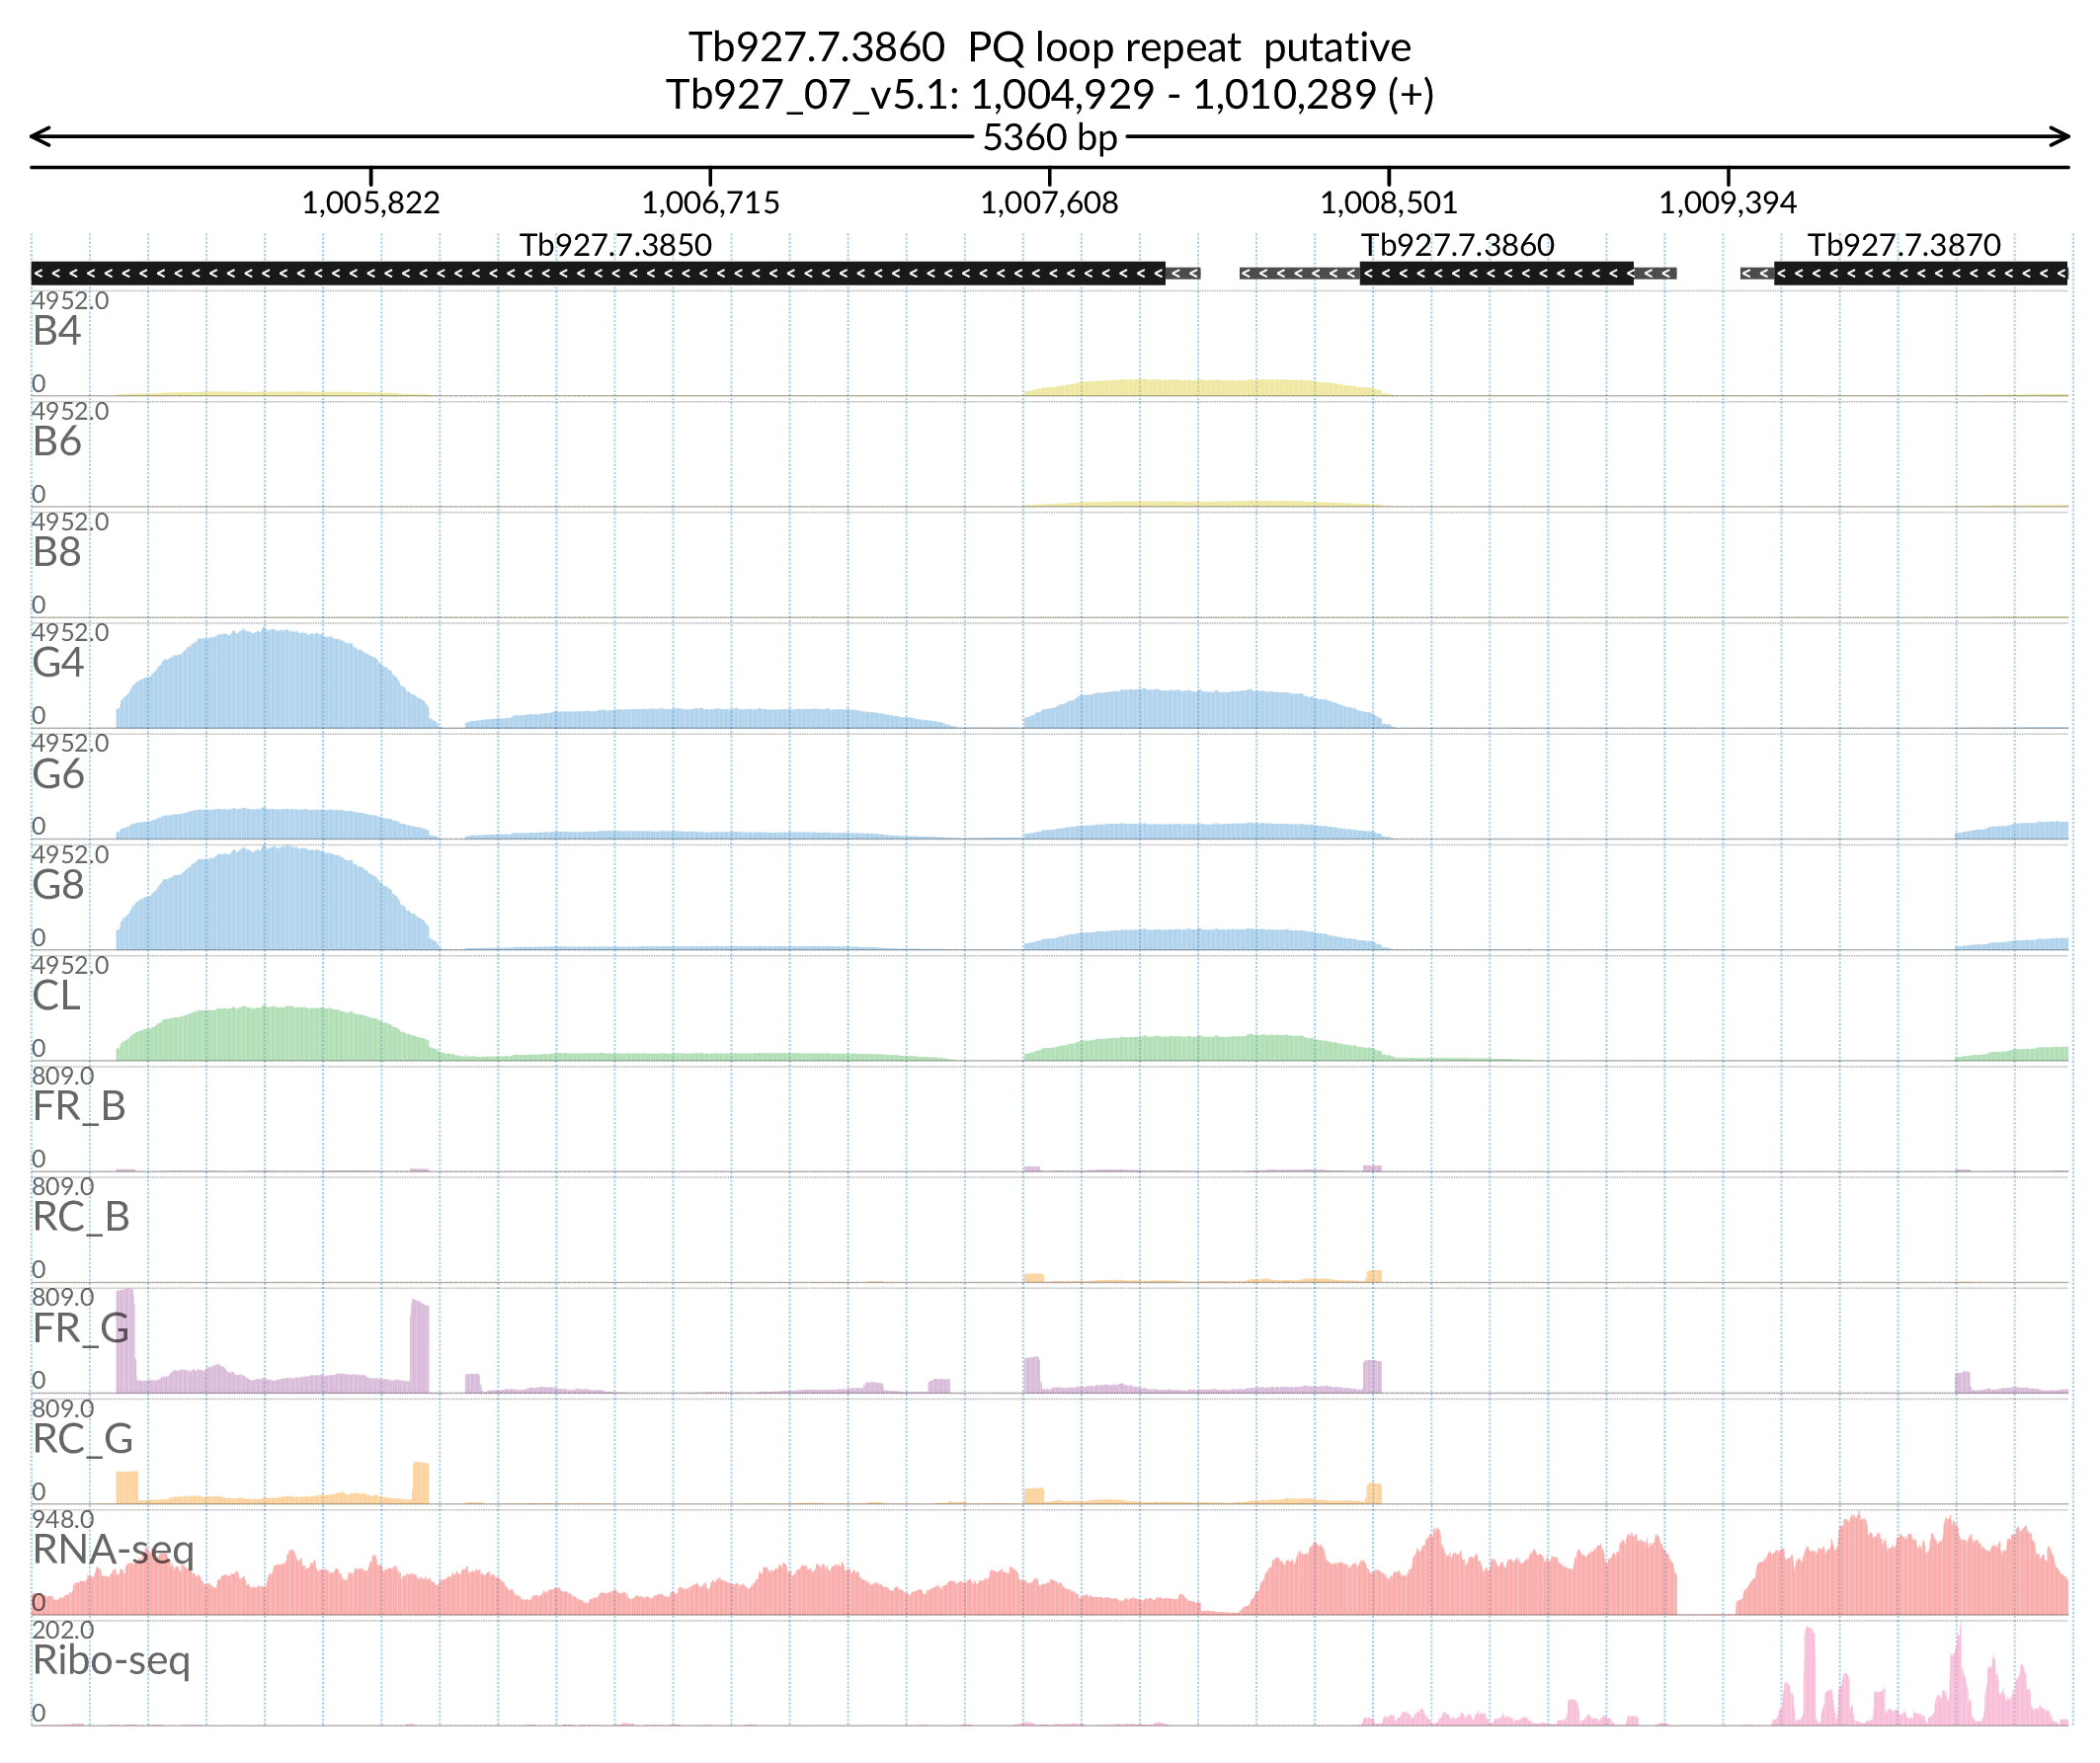 Tb927.7.3860 PQ loop repeat putative
Tb927_07_v5.1: 1,004,929 - 1,010,289 (+)
5360 bp
1,005,822 1,006,715 1,007,608 1,008,501 1,009,394
Tb927.7.3850 Tb927.7.3860 Tb927.7.3870
4952.0
B4
0
4952.0
B6
0
4952.0
B8
0
4952.0
G4
0
4952.0
G6
0
4952.0
G8
0
4952.0
CL
0
809.0
FR_B
0
809.0
RC_B
0
809.0
FR_G
0
809.0
RC_G
0
948.0
RNA-seq
0
202.0
Ribo-seq
0